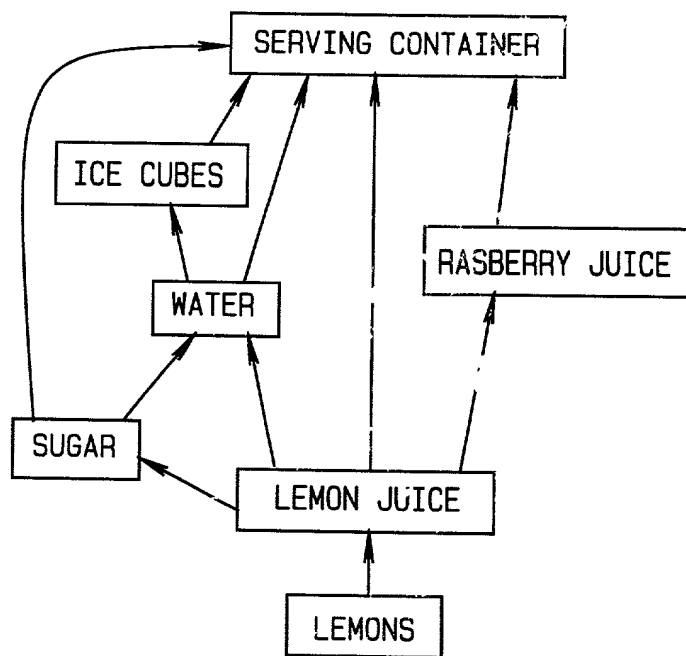 SERVING CONTAINER
ICE CUBES
RASBERRY JUICE
WATER
SUGAR
LEMON JUICE
LEMONS